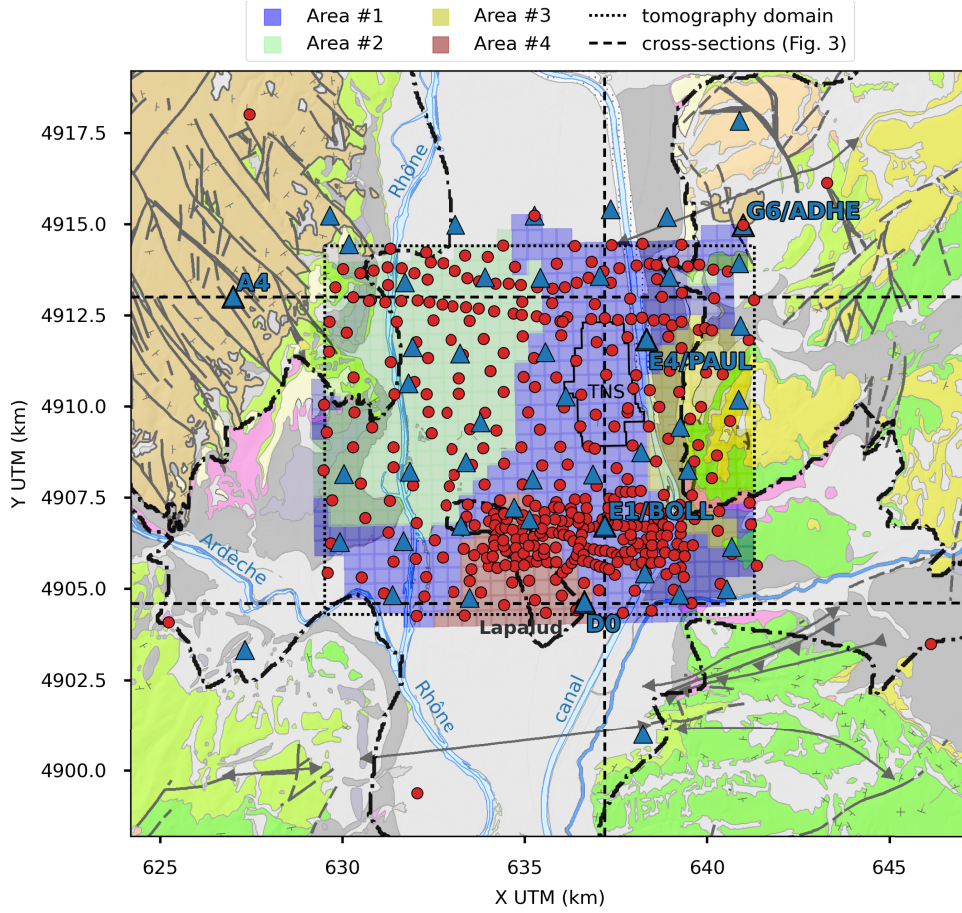 Area #1
Area #2
Area #3
Area #4
tomography domain
cross-sections (Fig. 3)
4917.5
4915.0
4912.5
4910.0
4907.5
4905.0
4902.5
4900.0
Y UTM (km)
Rhône
G6/ADHE
A4
E4/PAUL
TNS
E1/BOLL
Ardèche
D0
Lapalud
Rhône
canal
625
630
635
640
645
X UTM (km)